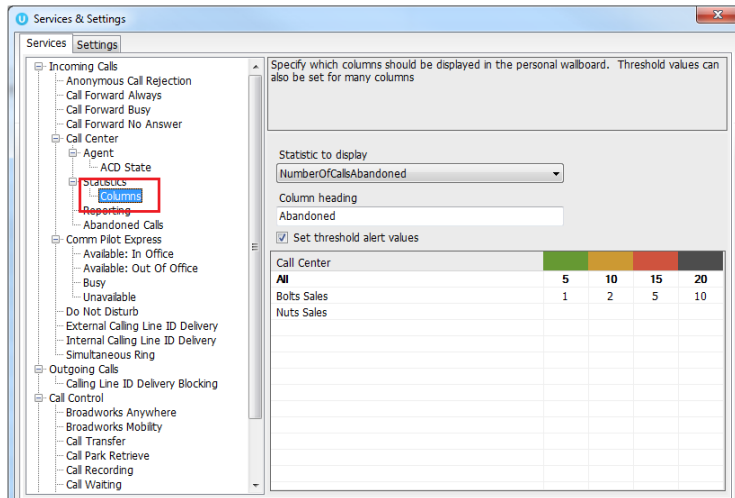 Services & Settings
Services Settings
Incoming Calls
Anonymous Call Rejection
Call Forward Always
Call Forward Busy
Call Forward No Answer
Call Center
Agent
ACD State
Statistics
Columns
Reporting
Abandoned Calls
Comm Pilot Express
Available: In Office
Available: Out Of Office
Busy
Unavailable
Do Not Disturb
External Calling Line ID Delivery
Internal Calling Line ID Delivery
Simultaneous Ring
Outgoing Calls
Calling Line ID Delivery Blocking
Call Control
Broadworks Anywhere
Broadworks Mobility
Call Transfer
Call Park Retrieve
Call Recording
Call Waiting
Specify which columns should be displayed in the personal wallboard. Threshold values can
also be set for many columns
Statistic to display
NumberOfCallsAbandoned
Column heading
Abandoned
Set threshold alert values
Call Center
All 5 10 15 20
Bolts Sales 1 2 5 10
Nuts Sales